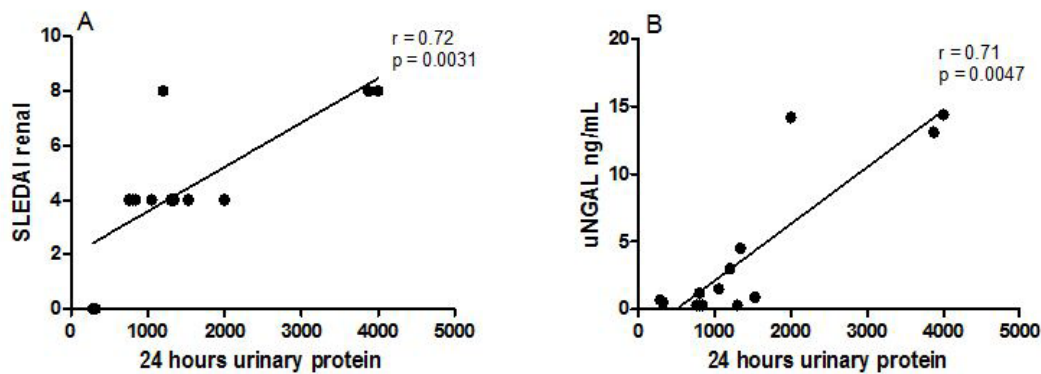 A
r = 0.72
p = 0.0031
10
8
6
4
2
0
SLEDAI renal
0 1000 2000 3000 4000 5000
24 hours urinary protein
B
r = 0.71
p = 0.0047
20
15
10
5
0
uNGAL ng/mL
0 1000 2000 3000 4000 5000
24 hours urinary protein